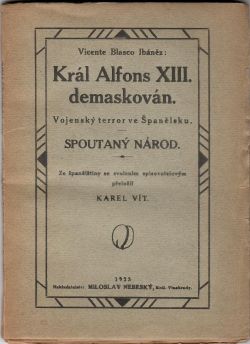 Vicente Blasco Ibáněz:
Král Alfons XIII.
demaskován.
Vojenský terror ve Španělsku.
SPOUTANÝ NÁROD.
Ze španělštiny se svolením spisovatelovým
přeložil
KAREL VÍT.
1925
Nakladatelství: MILOSLAV NEBESKÝ, Král. Vinohrady.